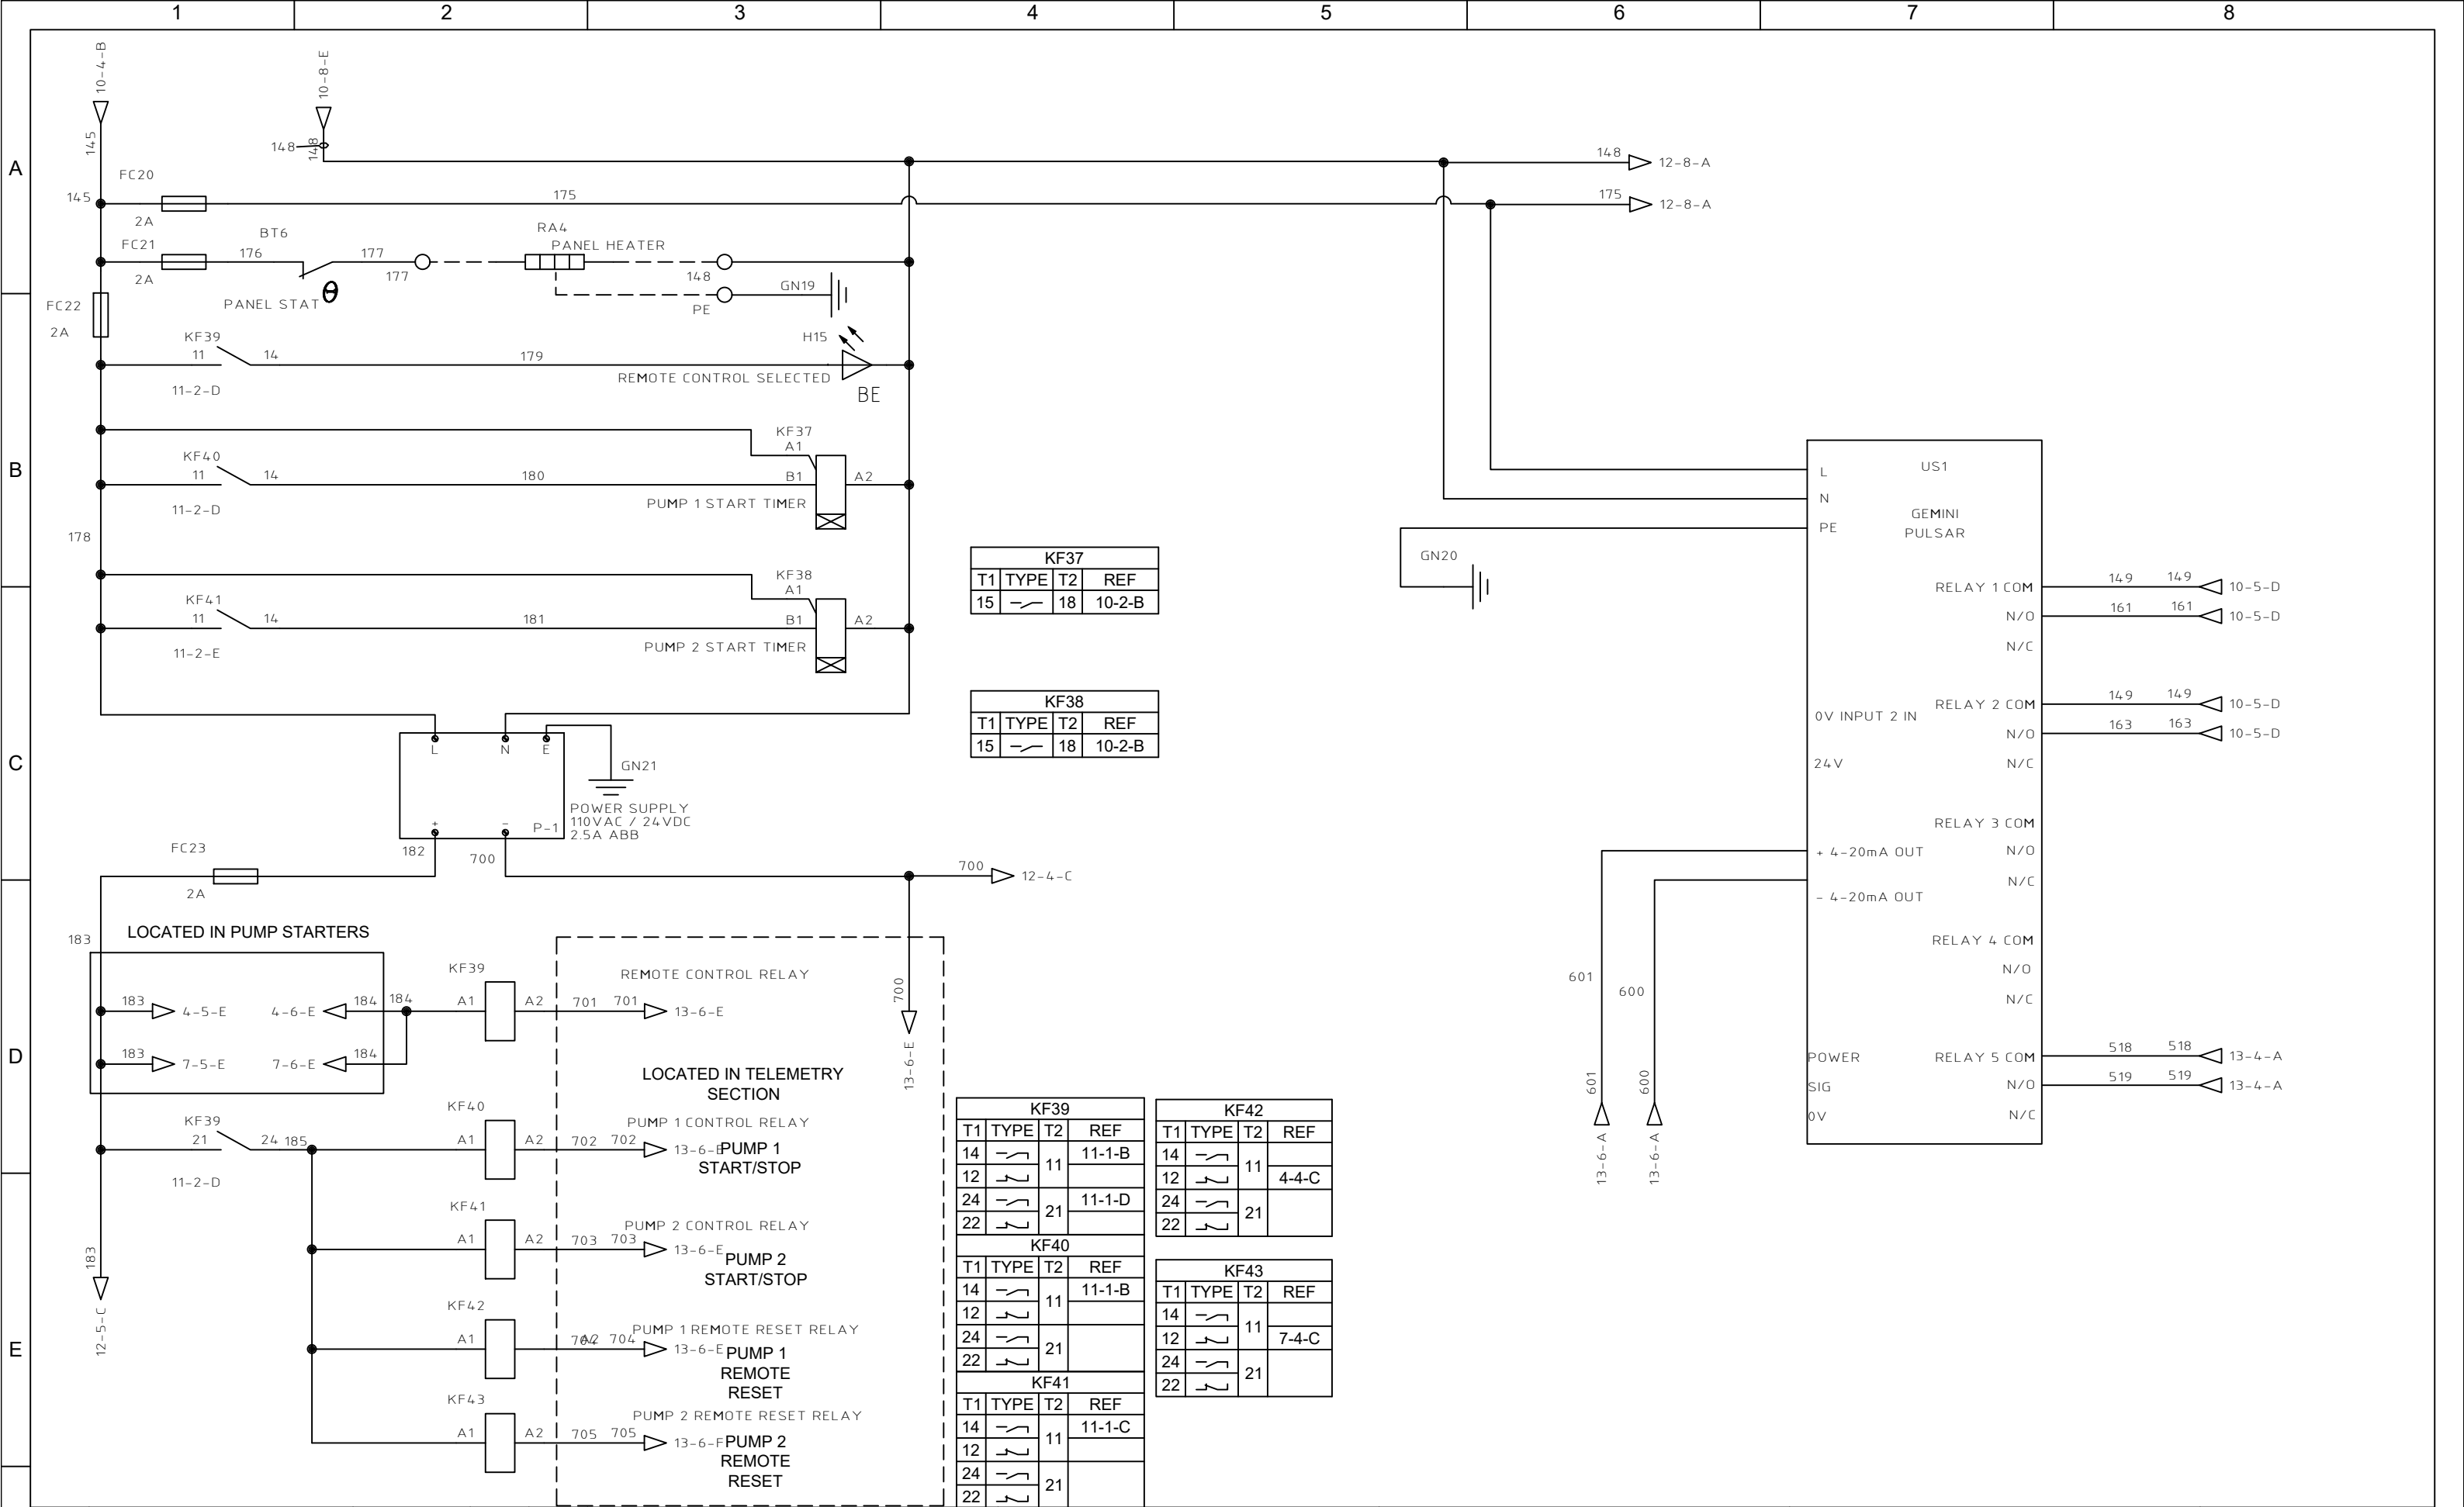 1 2 3 4 5 6 7 8
A
B
C
D
E
10-4-B
145
145
10-8-E
148
148
148
12-8-A
175
175
12-8-A
FC20
2A
FC21
2A
176
BT6
177
177
PANEL STAT
θ
RA4
PANEL HEATER
148
PE
GN19
FC22
2A
KF39
11 14
11-2-D
179
H15
REMOTE CONTROL SELECTED
BE
KF37
A1
KF40
11 14
11-2-D
180
B1 A2
PUMP 1 START TIMER
178
KF38
A1
KF41
11 14
11-2-E
181
B1 A2
PUMP 2 START TIMER
KF37
T1 TYPE T2 REF
15 18 10-2-B
KF38
T1 TYPE T2 REF
15 18 10-2-B
L N E
GN21
+ -
P-1
POWER SUPPLY
110VAC / 24VDC
2.5A ABB
182
700
FC23
2A
700
12-4-C
700
13-6-E
183
LOCATED IN PUMP STARTERS
183 4-5-E
4-6-E 184 184
183 7-5-E
7-6-E 184
KF39
A1 A2 701 701
REMOTE CONTROL RELAY
13-6-E
LOCATED IN TELEMETRY
SECTION
KF39
21 24 185
11-2-D
KF40
A1 A2 702 702
PUMP 1 CONTROL RELAY
13-6-E
PUMP 1
START/STOP
KF41
A1 A2 703 703
PUMP 2 CONTROL RELAY
13-6-E
PUMP 2
START/STOP
183
12-5-C
KF42
A1 A2 704 704
PUMP 1 REMOTE RESET RELAY
13-6-E
PUMP 1
REMOTE
RESET
KF43
A1 A2 705 705
PUMP 2 REMOTE RESET RELAY
13-6-F
PUMP 2
REMOTE
RESET
KF39
T1 TYPE T2 REF
14 11 11-1-B
12
24 21 11-1-D
22
KF40
T1 TYPE T2 REF
14 11 11-1-B
12
24 21
22
KF41
T1 TYPE T2 REF
14 11 11-1-C
12
24 21
22
KF42
T1 TYPE T2 REF
14 11
12 4-4-C
24 21
22
KF43
T1 TYPE T2 REF
14 11
12 7-4-C
24 21
22
GN20
L
N
PE
US1
GEMINI
PULSAR
0V INPUT 2 IN
24V
+ 4-20mA OUT
- 4-20mA OUT
POWER
SIG
0V
RELAY 1 COM
N/O
N/C
RELAY 2 COM
N/O
N/C
RELAY 3 COM
N/O
N/C
RELAY 4 COM
N/O
N/C
RELAY 5 COM
N/O
N/C
149 149 10-5-D
161 161 10-5-D
149 149 10-5-D
163 163 10-5-D
518 518 13-4-A
519 519 13-4-A
601
600
601
600
13-6-A
13-6-A